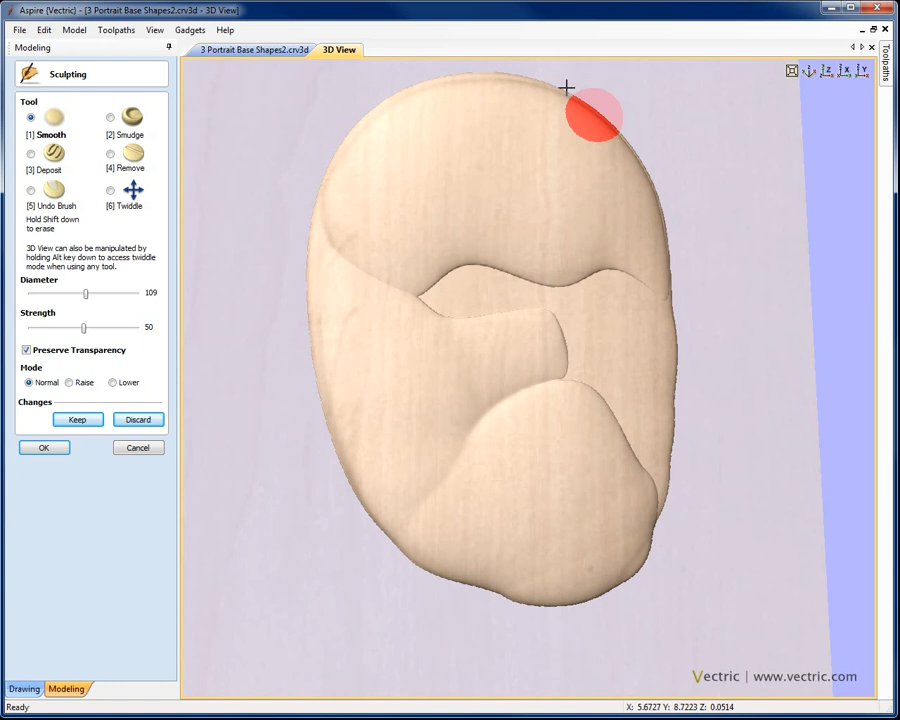 Aspire (Vectric) - [3 Portrait Base Shapes2.crv3d - 3D View]
File Edit Model Toolpaths View Gadgets Help
Modeling
3 Portrait Base Shapes2.crv3d 3D View
Toolpaths
Sculpting
Tool
[1] Smooth [2] Smudge
[3] Deposit [4] Remove
[5] Undo Brush [6] Twiddle
Hold Shift down
to erase
3D View can also be manipulated by
holding Alt key down to access twiddle
mode when using any tool.
Diameter
109
Strength
50
Preserve Transparency
Mode
Normal Raise Lower
Changes
Keep Discard
OK Cancel
Vectric | www.vectric.com
Drawing Modeling
Ready X: 5.6727 Y: 8.7223 Z: 0.0514